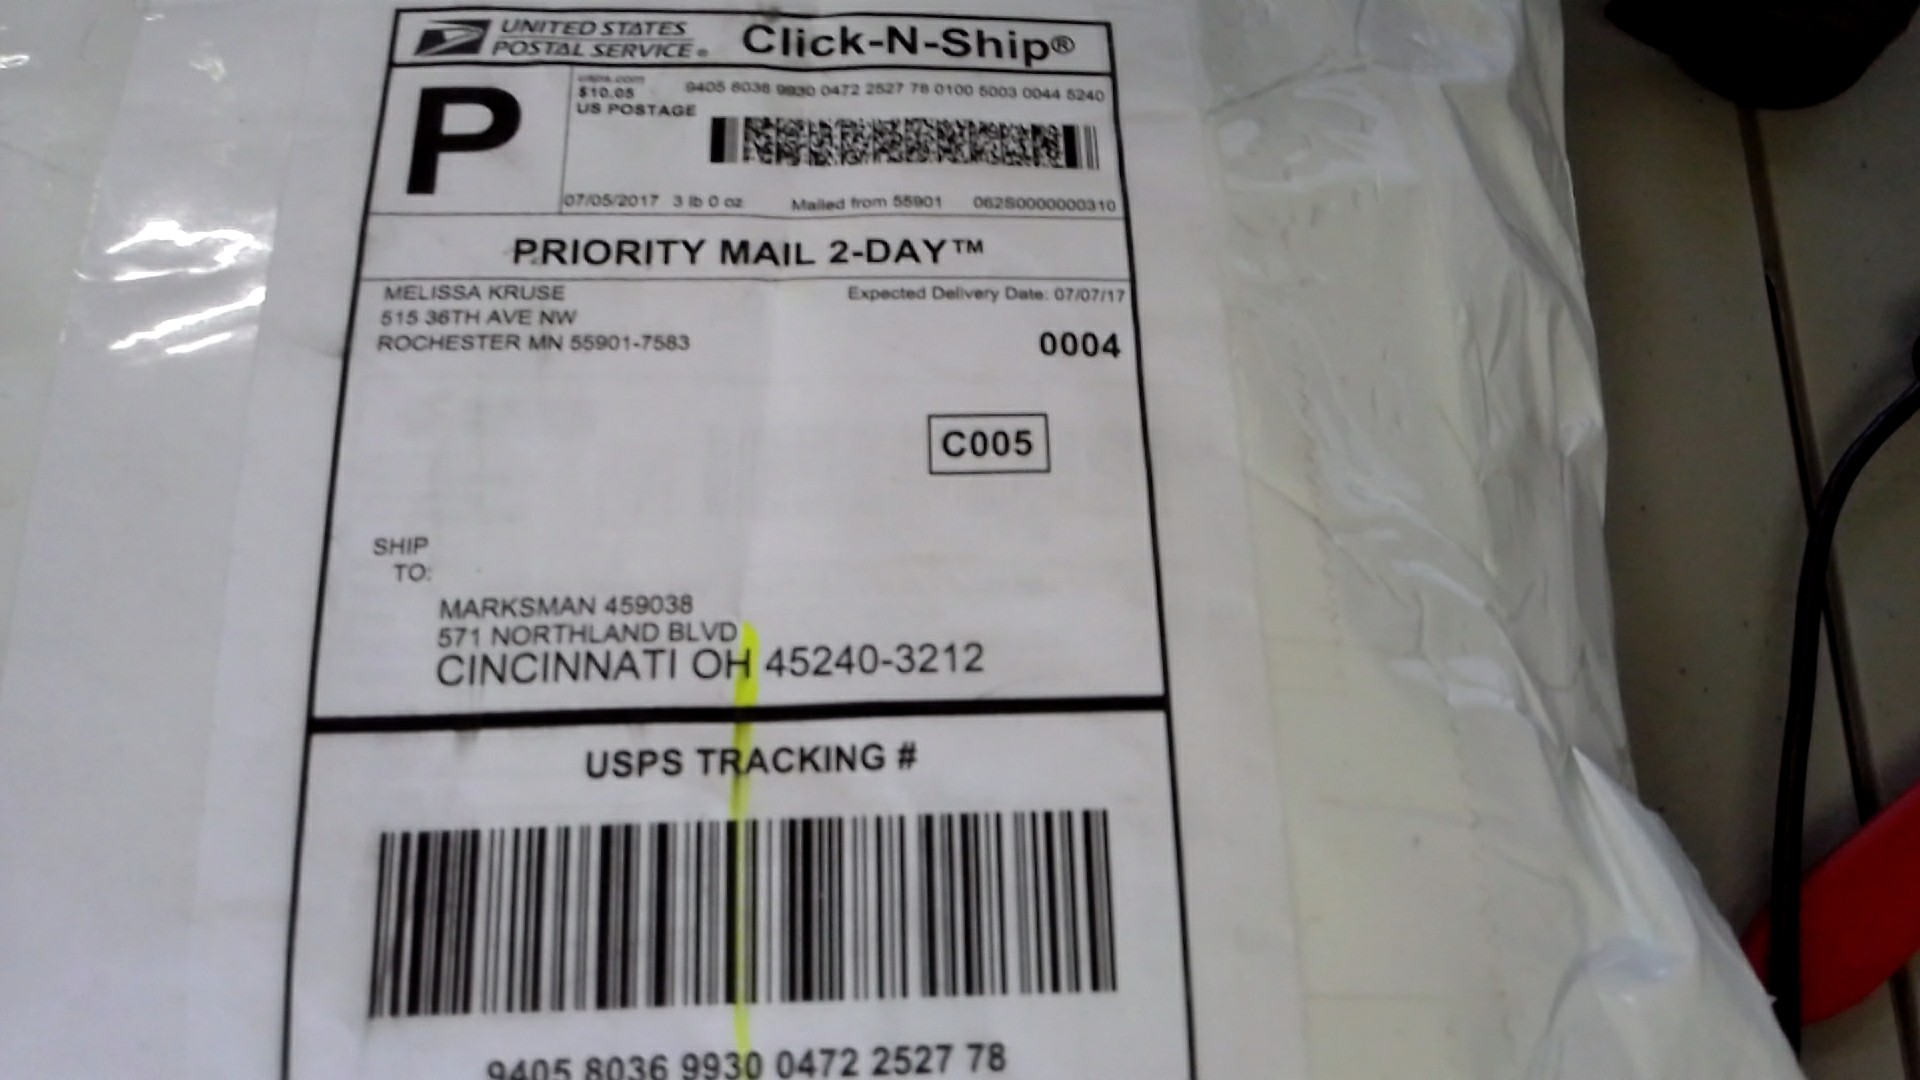 UNITED STATES
POSTAL SERVICE® Click-N-Ship®
P
usps.com
$10.05
US POSTAGE
9405 8036 9930 0472 2527 78 0100 5003 0044 5240
07/05/2017 3 lb 0 oz Mailed from 55901 062S0000000310
PRIORITY MAIL 2-DAY™
MELISSA KRUSE
515 36TH AVE NW
ROCHESTER MN 55901-7583
Expected Delivery Date: 07/07/17
0004
C005
SHIP
TO:
MARKSMAN 459038
571 NORTHLAND BLVD
CINCINNATI OH 45240-3212
USPS TRACKING #
9405 8036 9930 0472 2527 78